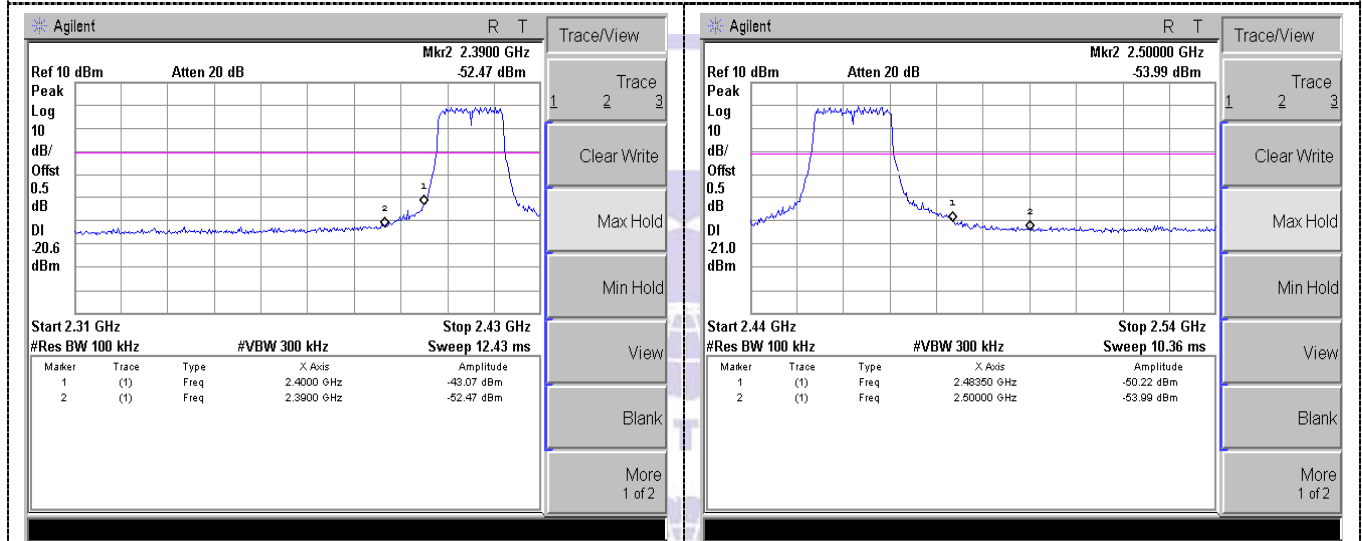 Agilent R T
Mkr2 2.3900 GHz
Ref 10 dBm Atten 20 dB -52.47 dBm
Peak
Log
10
dB/
Offst
0.5
dB
DI
-20.6
dBm
1
2
Start 2.31 GHz Stop 2.43 GHz
#Res BW 100 kHz #VBW 300 kHz Sweep 12.43 ms
Marker Trace Type X Axis Amplitude
1 (1) Freq 2.4000 GHz -43.07 dBm
2 (1) Freq 2.3900 GHz -52.47 dBm
Trace/View
Trace
1 2 3
Clear Write
Max Hold
Min Hold
View
Blank
More
1 of 2
Agilent R T
Mkr2 2.50000 GHz
Ref 10 dBm Atten 20 dB -53.99 dBm
Peak
Log
10
dB/
Offst
0.5
dB
DI
-21.0
dBm
1
2
Start 2.44 GHz Stop 2.54 GHz
#Res BW 100 kHz #VBW 300 kHz Sweep 10.36 ms
Marker Trace Type X Axis Amplitude
1 (1) Freq 2.48350 GHz -50.22 dBm
2 (1) Freq 2.50000 GHz -53.99 dBm
Trace/View
Trace
1 2 3
Clear Write
Max Hold
Min Hold
View
Blank
More
1 of 2